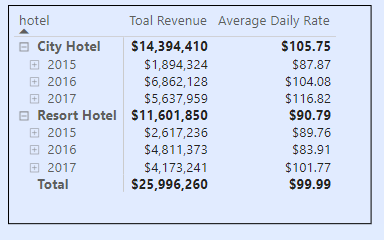 hotel Toal Revenue Average Daily Rate
City Hotel $14,394,410 $105.75
2015 $1,894,324 $87.87
2016 $6,862,128 $104.08
2017 $5,637,959 $116.82
Resort Hotel $11,601,850 $90.79
2015 $2,617,236 $89.76
2016 $4,811,373 $83.91
2017 $4,173,241 $101.77
Total $25,996,260 $99.99